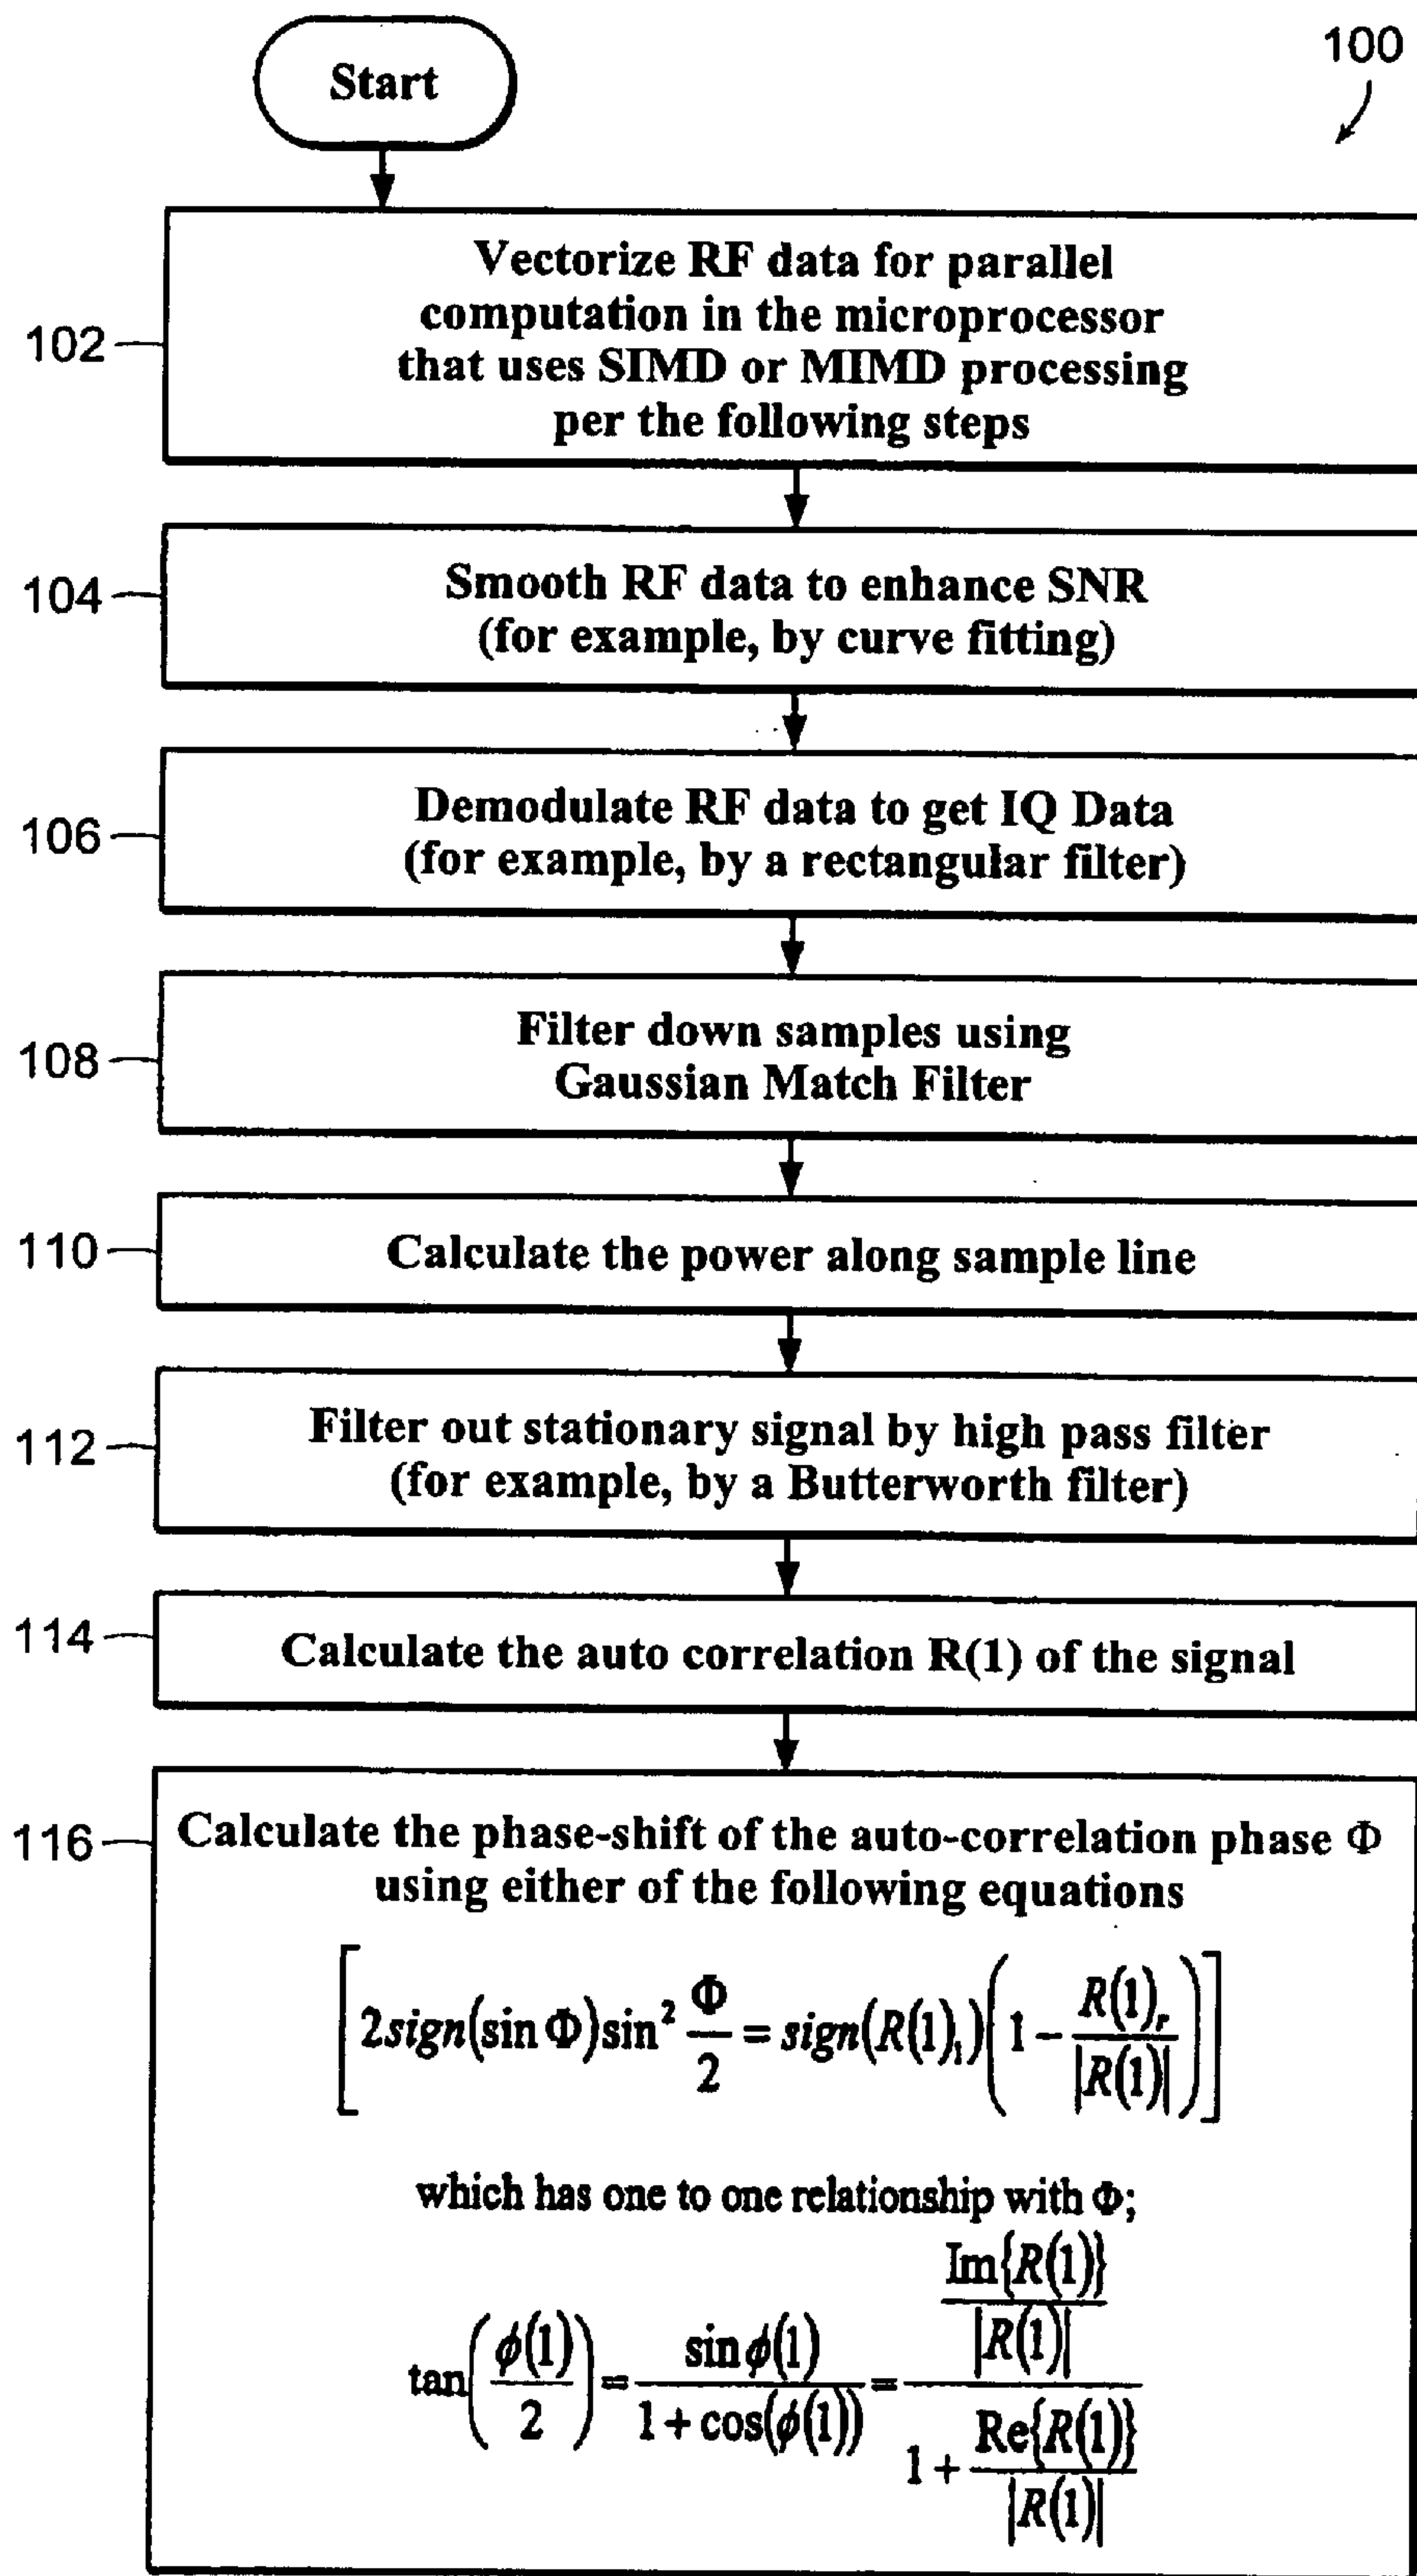 Start
100
102
Vectorize RF data for parallel
computation in the microprocessor
that uses SIMD or MIMD processing
per the following steps
104
Smooth RF data to enhance SNR
(for example, by curve fitting)
106
Demodulate RF data to get IQ Data
(for example, by a rectangular filter)
108
Filter down samples using
Gaussian Match Filter
110
Calculate the power along sample line
112
Filter out stationary signal by high pass filter
(for example, by a Butterworth filter)
114
Calculate the auto correlation R(1) of the signal
116
Calculate the phase-shift of the auto-correlation phase Φ
using either of the following equations
[2sign(sin Φ)sin² Φ/2 = sign(R(1)ᵢ)(1 − R(1)ᵣ/|R(1)|)]
which has one to one relationship with Φ;
tan(ϕ(1)/2) = sin ϕ(1)/(1 + cos(ϕ(1))) = (Im{R(1)}/|R(1)|)/(1 + Re{R(1)}/|R(1)|)